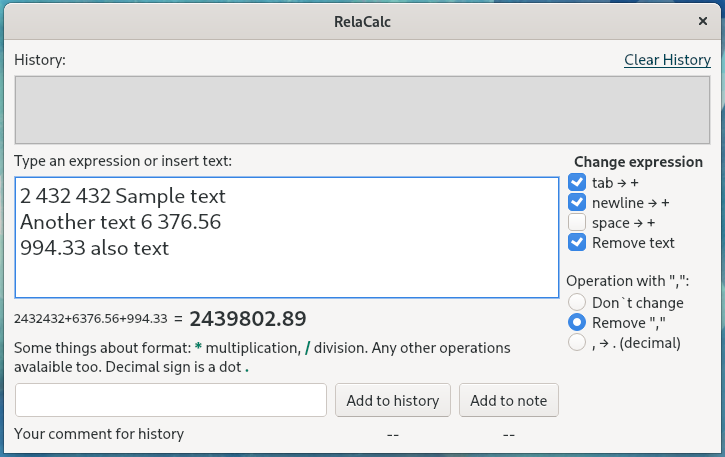 RelaCalc
History:
Clear History
Type an expression or insert text:
2 432 432 Sample text
Another text 6 376.56
994.33 also text
Change expression
tab → +
newline → +
space → +
Remove text
Operation with ",":
Don`t change
Remove ","
, → . (decimal)
2432432+6376.56+994.33 = 2439802.89
Some things about format: * multiplication, / division. Any other operations
avalaible too. Decimal sign is a dot .
Add to history
Add to note
Your comment for history
--
--